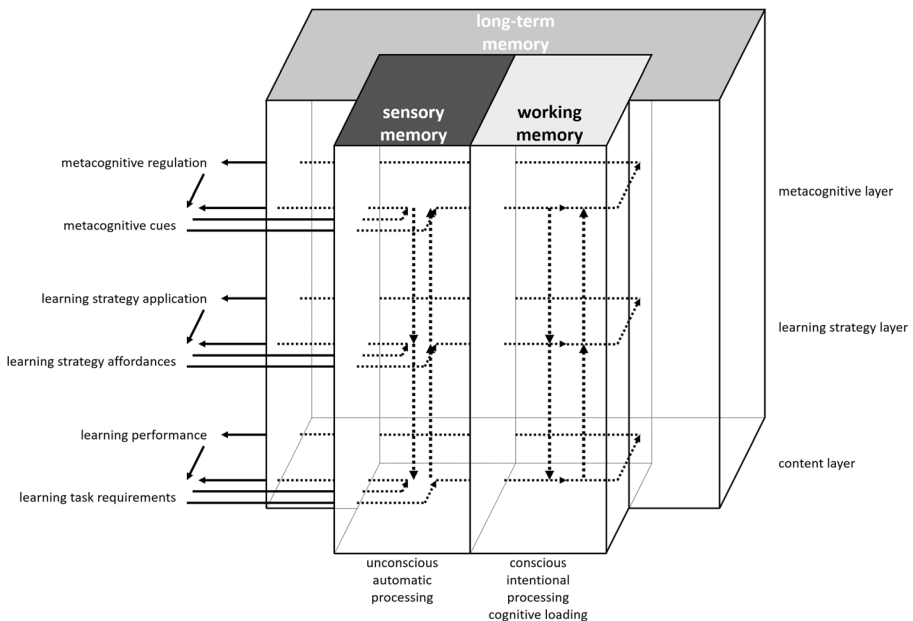 long-term
memory
sensory
memory
working
memory
metacognitive regulation
metacognitive layer
metacognitive cues
learning strategy application
learning strategy layer
learning strategy affordances
learning performance
content layer
learning task requirements
unconscious
automatic
processing
conscious
intentional
processing
cognitive loading